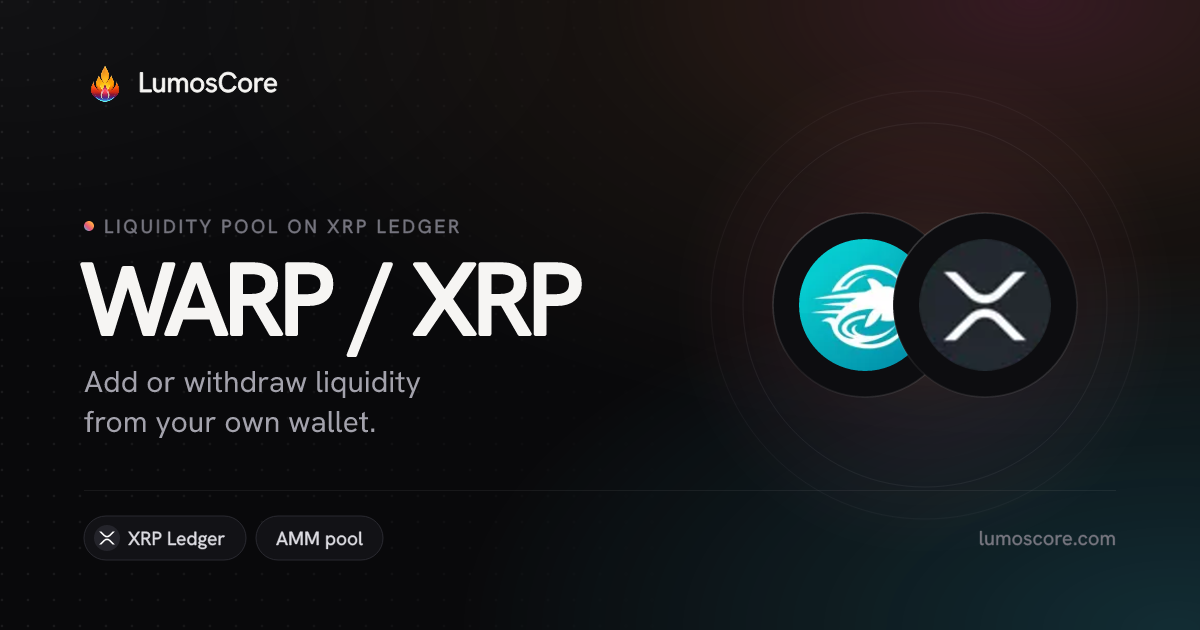 LumosCore
LIQUIDITY POOL ON XRP LEDGER
WARP / XRP
Add or withdraw liquidity
from your own wallet.
XRP Ledger
AMM pool
lumoscore.com